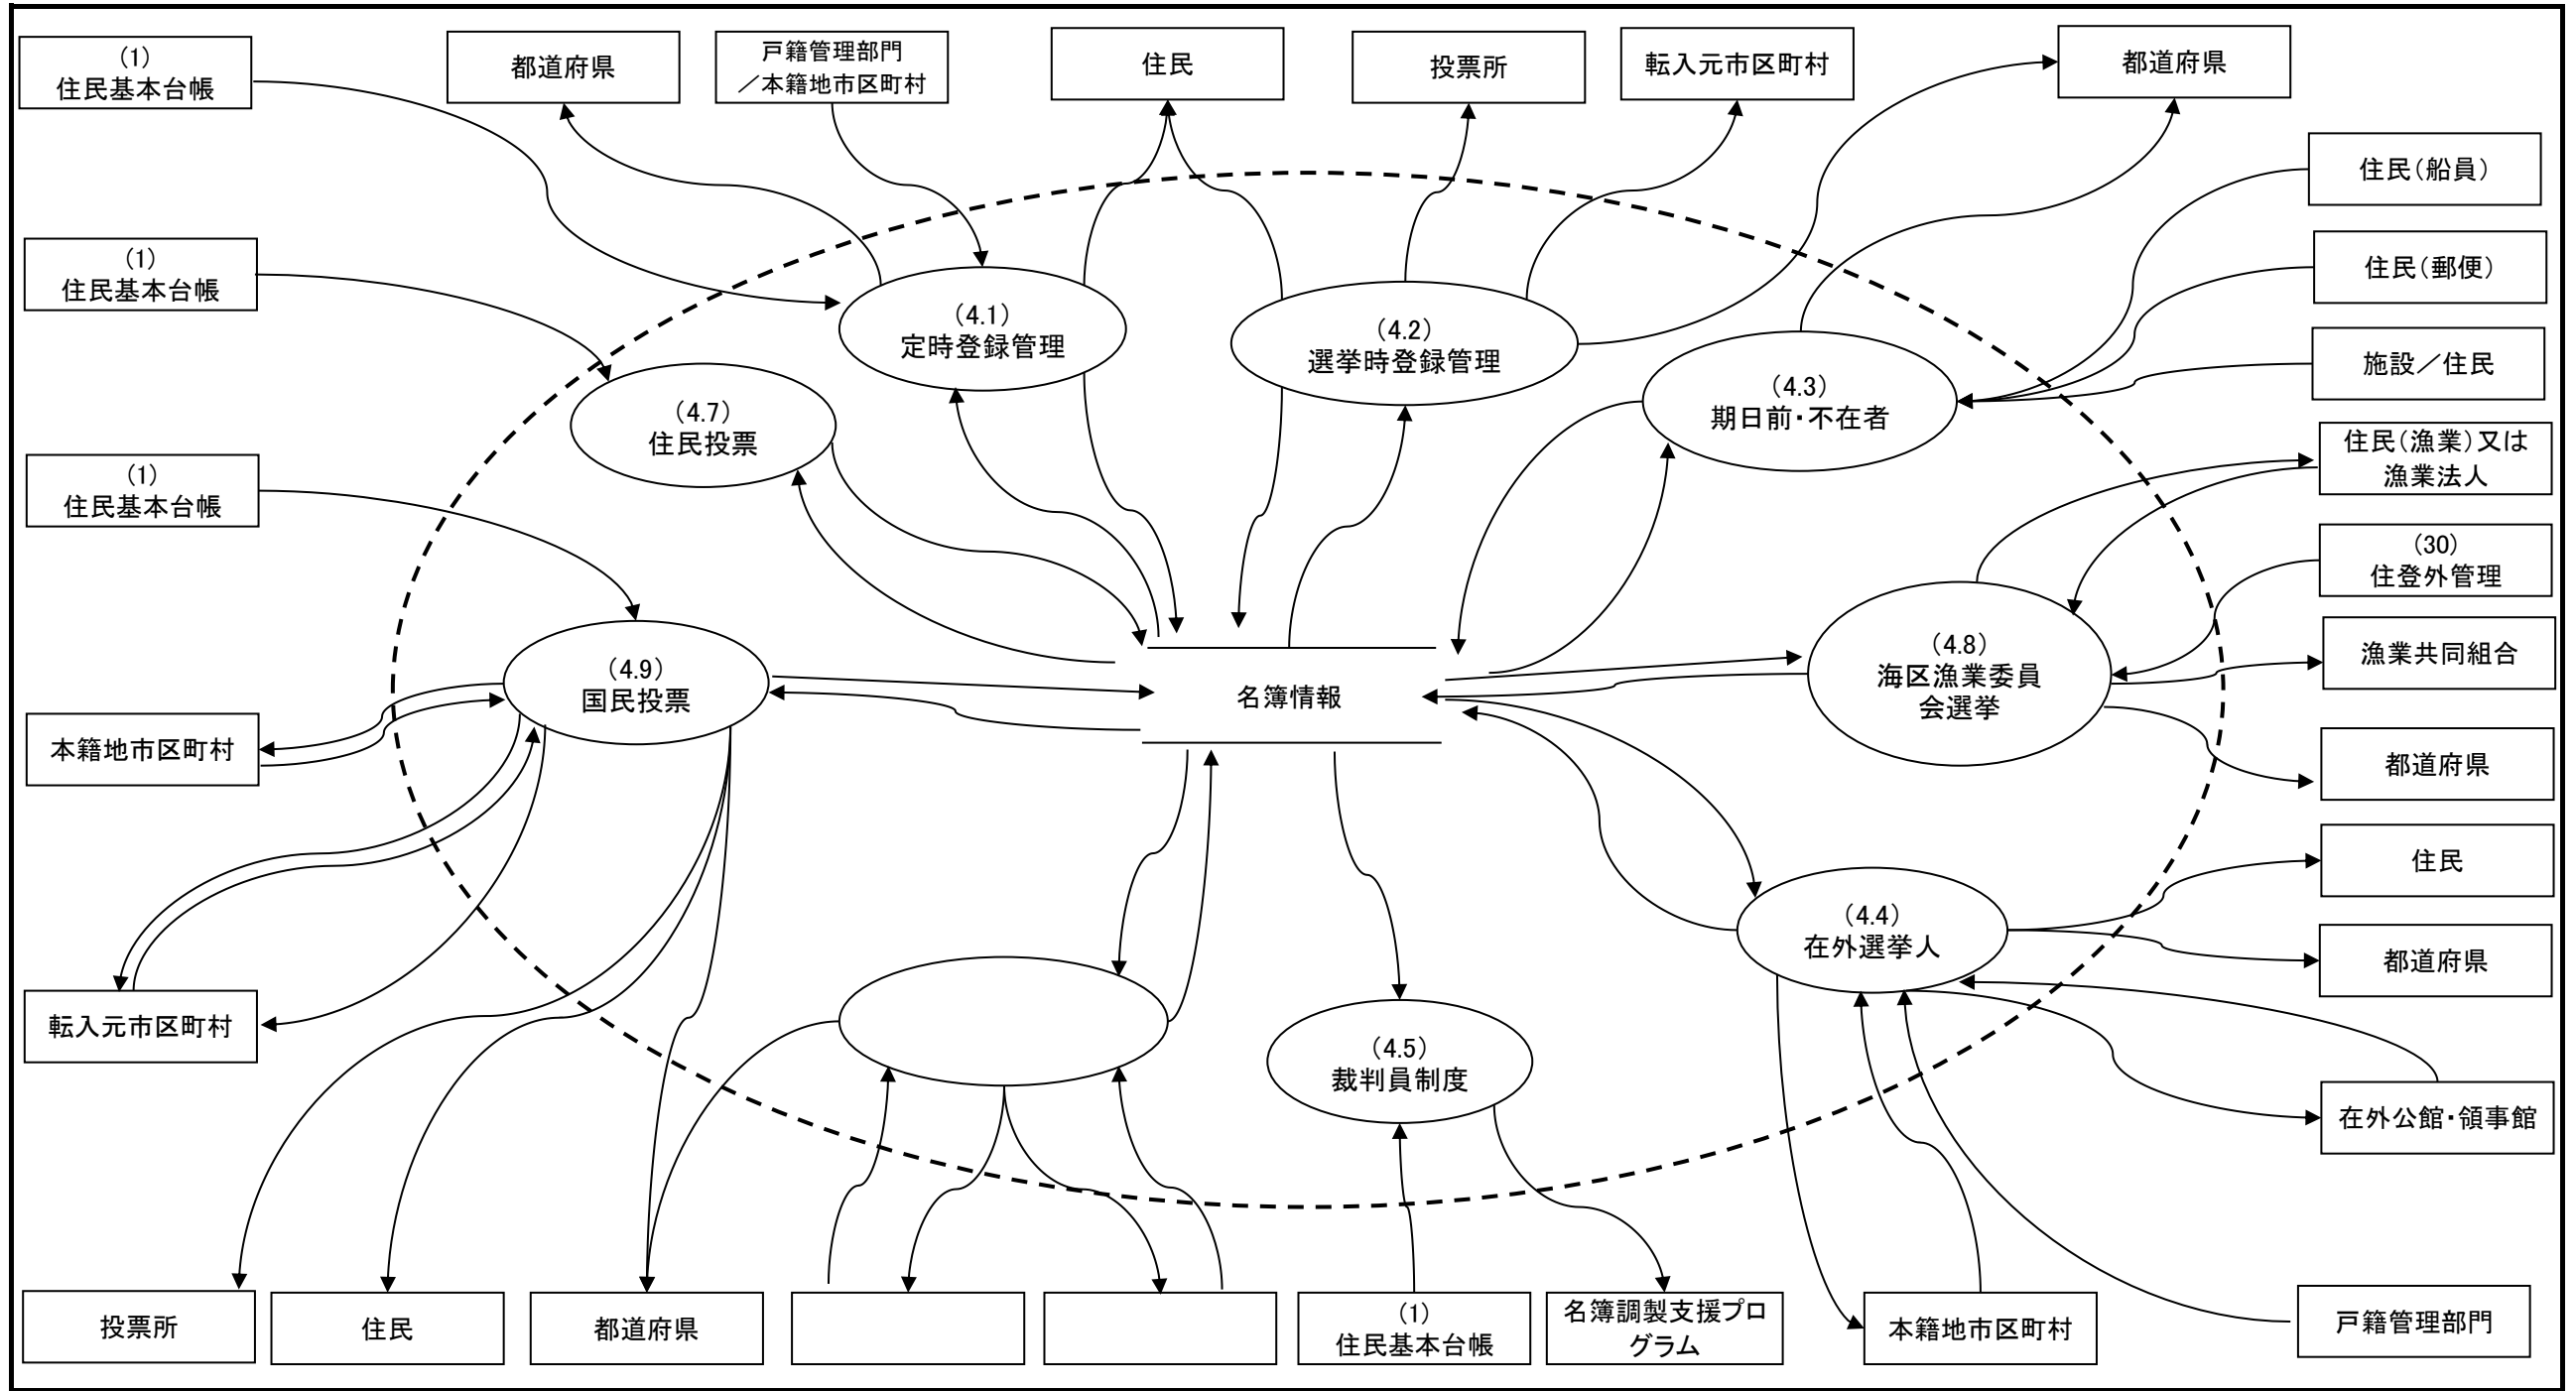 (1)
住民基本台帳
都道府県
戸籍管理部門
／本籍地市区町村
住民
投票所
転入元市区町村
都道府県
住民(船員)
(1)
住民基本台帳
住民(郵便)
(4.1)
定時登録管理
(4.2)
選挙時登録管理
施設／住民
(4.3)
期日前・不在者
(4.7)
住民投票
住民(漁業)又は
漁業法人
(1)
住民基本台帳
(30)
住登外管理
(4.9)
国民投票
名簿情報
(4.8)
海区漁業委員
会選挙
漁業共同組合
本籍地市区町村
都道府県
住民
(4.4)
在外選挙人
都道府県
転入元市区町村
(4.5)
裁判員制度
在外公館・領事館
投票所
住民
都道府県
(1)
住民基本台帳
名簿調製支援プロ
グラム
本籍地市区町村
戸籍管理部門